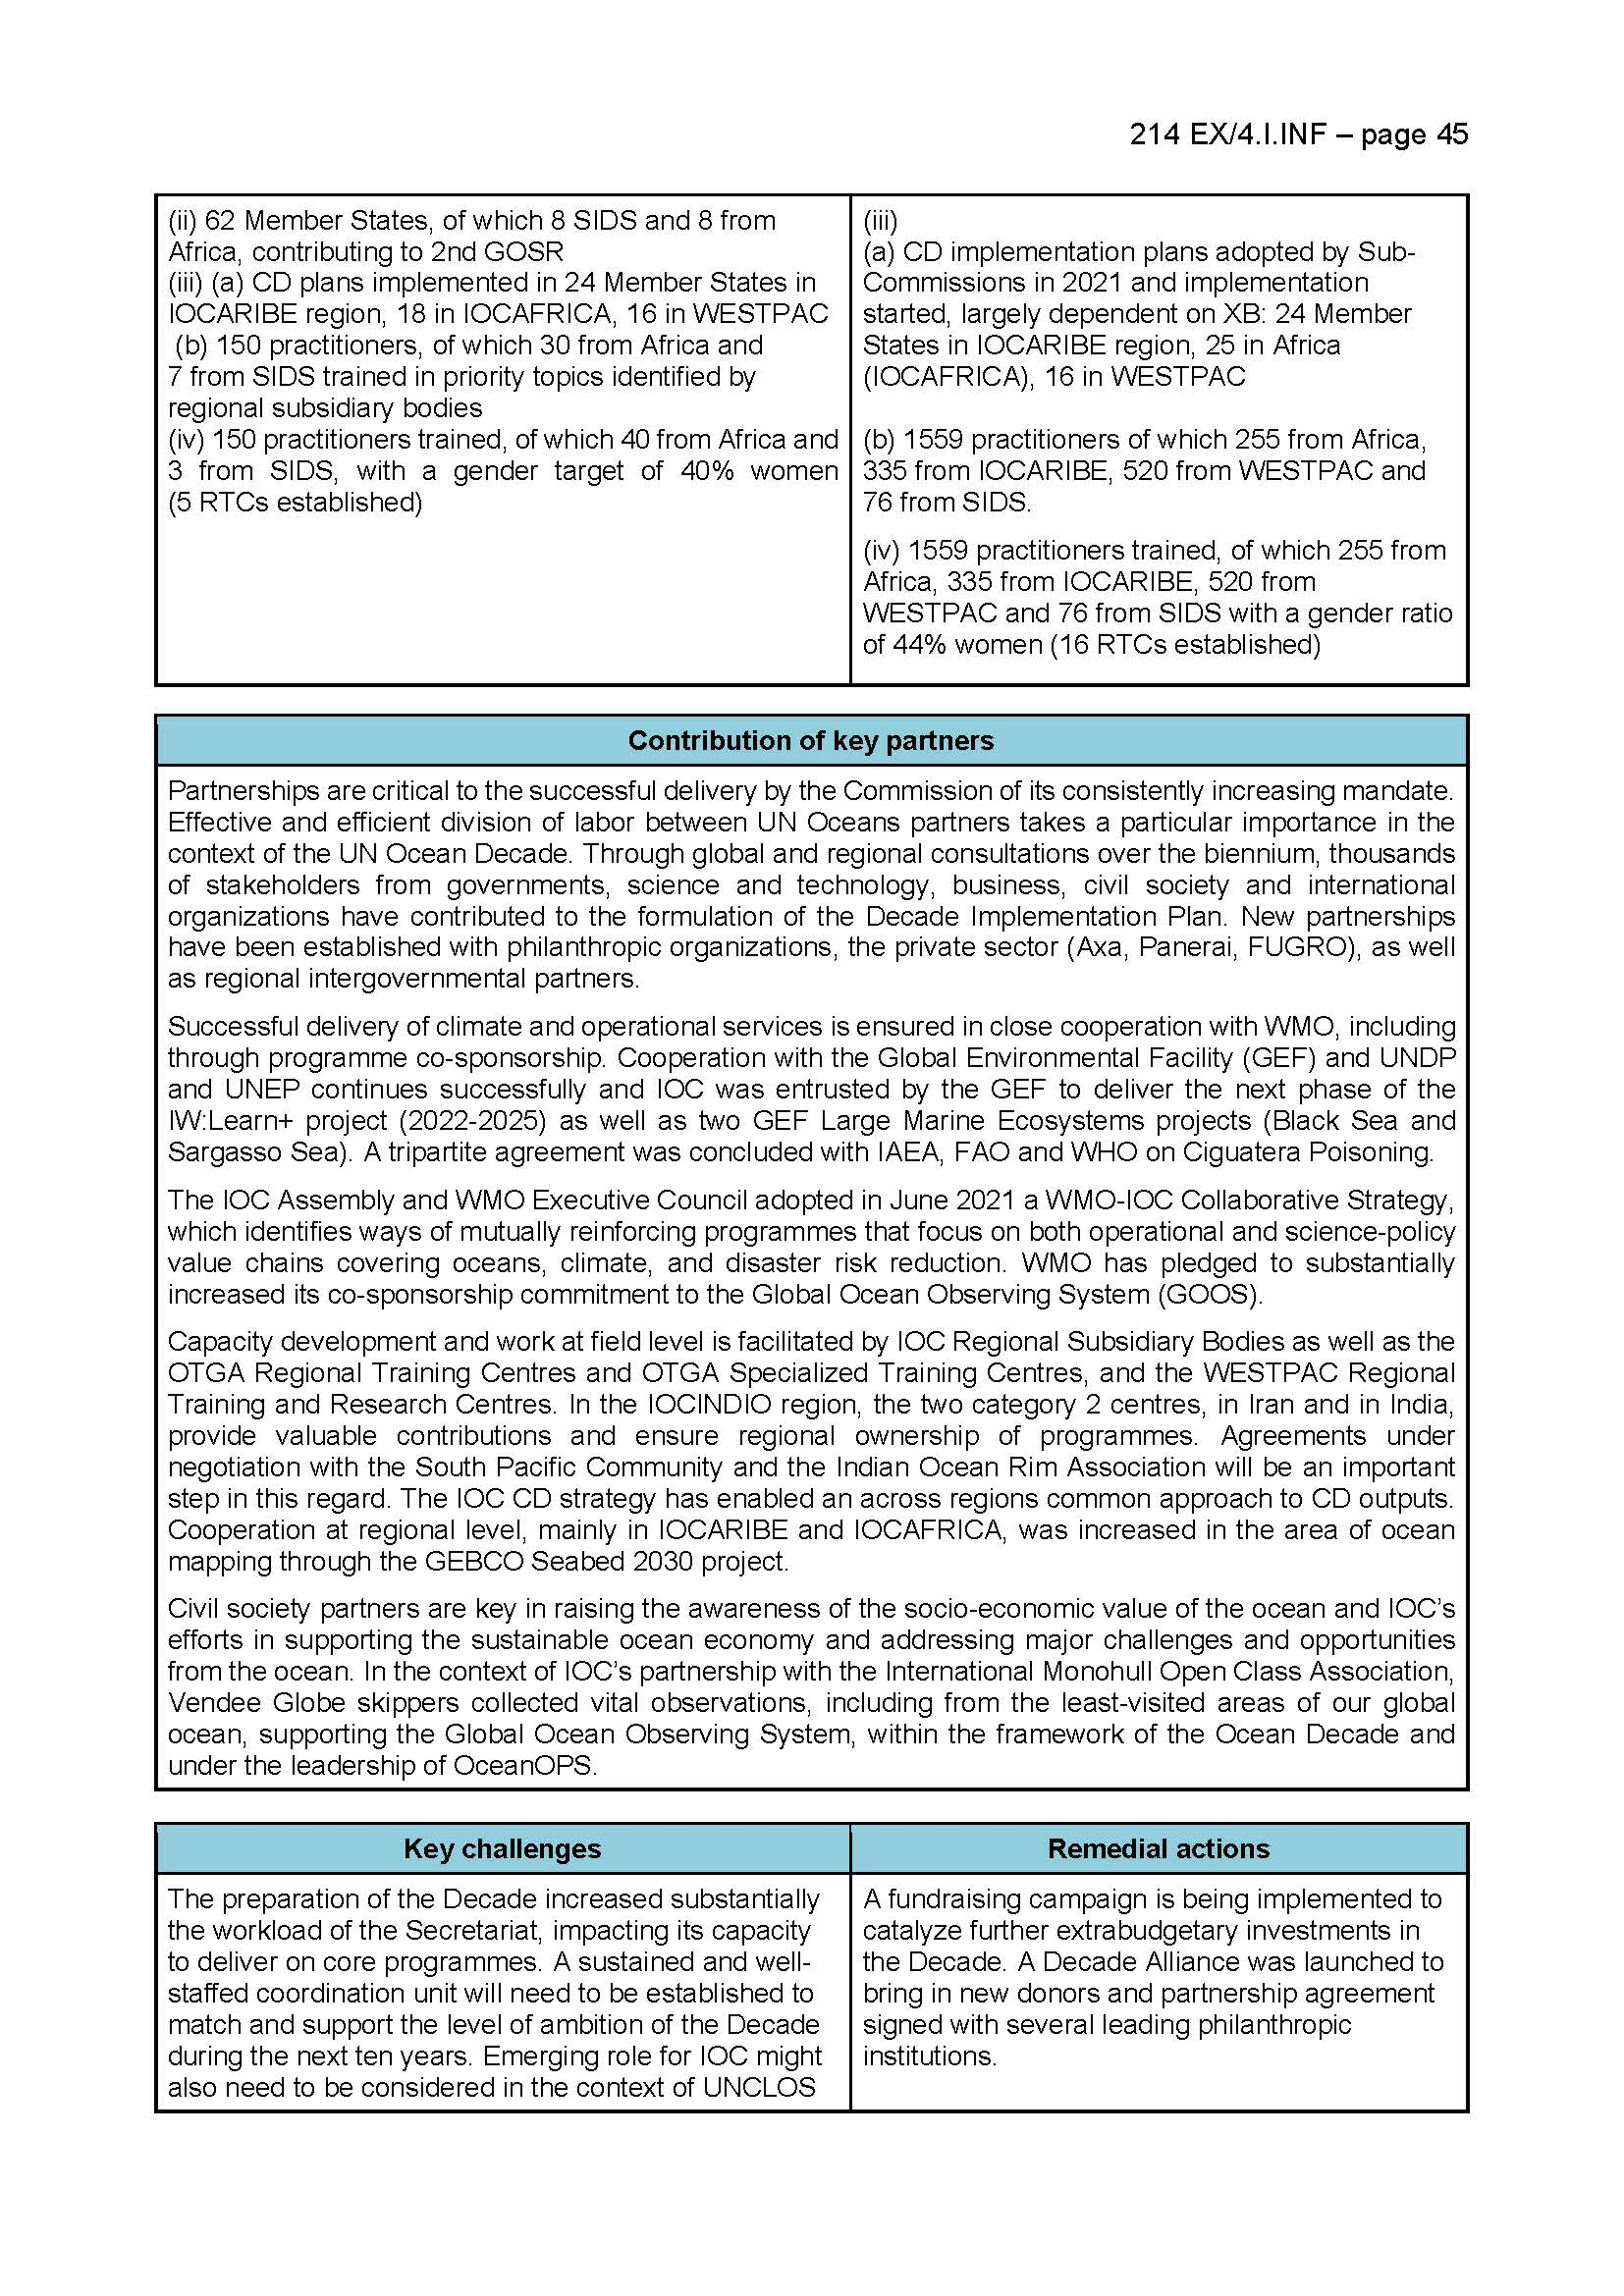 214 EX/4.I.INF – page 45
(ii) 62 Member States, of which 8 SIDS and 8 from
Africa, contributing to 2nd GOSR
(iii) (a) CD plans implemented in 24 Member States in
IOCARIBE region, 18 in IOCAFRICA, 16 in WESTPAC
(b) 150 practitioners, of which 30 from Africa and
7 from SIDS trained in priority topics identified by
regional subsidiary bodies
(iv) 150 practitioners trained, of which 40 from Africa and
3 from SIDS, with a gender target of 40% women
(5 RTCs established)
(iii)
(a) CD implementation plans adopted by Sub-
Commissions in 2021 and implementation
started, largely dependent on XB: 24 Member
States in IOCARIBE region, 25 in Africa
(IOCAFRICA), 16 in WESTPAC
(b) 1559 practitioners of which 255 from Africa,
335 from IOCARIBE, 520 from WESTPAC and
76 from SIDS.
(iv) 1559 practitioners trained, of which 255 from
Africa, 335 from IOCARIBE, 520 from
WESTPAC and 76 from SIDS with a gender ratio
of 44% women (16 RTCs established)
Contribution of key partners
Partnerships are critical to the successful delivery by the Commission of its consistently increasing mandate.
Effective and efficient division of labor between UN Oceans partners takes a particular importance in the
context of the UN Ocean Decade. Through global and regional consultations over the biennium, thousands
of stakeholders from governments, science and technology, business, civil society and international
organizations have contributed to the formulation of the Decade Implementation Plan. New partnerships
have been established with philanthropic organizations, the private sector (Axa, Panerai, FUGRO), as well
as regional intergovernmental partners.
Successful delivery of climate and operational services is ensured in close cooperation with WMO, including
through programme co-sponsorship. Cooperation with the Global Environmental Facility (GEF) and UNDP
and UNEP continues successfully and IOC was entrusted by the GEF to deliver the next phase of the
IW:Learn+ project (2022-2025) as well as two GEF Large Marine Ecosystems projects (Black Sea and
Sargasso Sea). A tripartite agreement was concluded with IAEA, FAO and WHO on Ciguatera Poisoning.
The IOC Assembly and WMO Executive Council adopted in June 2021 a WMO-IOC Collaborative Strategy,
which identifies ways of mutually reinforcing programmes that focus on both operational and science-policy
value chains covering oceans, climate, and disaster risk reduction. WMO has pledged to substantially
increased its co-sponsorship commitment to the Global Ocean Observing System (GOOS).
Capacity development and work at field level is facilitated by IOC Regional Subsidiary Bodies as well as the
OTGA Regional Training Centres and OTGA Specialized Training Centres, and the WESTPAC Regional
Training and Research Centres. In the IOCINDIO region, the two category 2 centres, in Iran and in India,
provide valuable contributions and ensure regional ownership of programmes. Agreements under
negotiation with the South Pacific Community and the Indian Ocean Rim Association will be an important
step in this regard. The IOC CD strategy has enabled an across regions common approach to CD outputs.
Cooperation at regional level, mainly in IOCARIBE and IOCAFRICA, was increased in the area of ocean
mapping through the GEBCO Seabed 2030 project.
Civil society partners are key in raising the awareness of the socio-economic value of the ocean and IOC’s
efforts in supporting the sustainable ocean economy and addressing major challenges and opportunities
from the ocean. In the context of IOC’s partnership with the International Monohull Open Class Association,
Vendee Globe skippers collected vital observations, including from the least-visited areas of our global
ocean, supporting the Global Ocean Observing System, within the framework of the Ocean Decade and
under the leadership of OceanOPS.
Key challenges
Remedial actions
The preparation of the Decade increased substantially
the workload of the Secretariat, impacting its capacity
to deliver on core programmes. A sustained and well-
staffed coordination unit will need to be established to
match and support the level of ambition of the Decade
during the next ten years. Emerging role for IOC might
also need to be considered in the context of UNCLOS
A fundraising campaign is being implemented to
catalyze further extrabudgetary investments in
the Decade. A Decade Alliance was launched to
bring in new donors and partnership agreement
signed with several leading philanthropic
institutions.